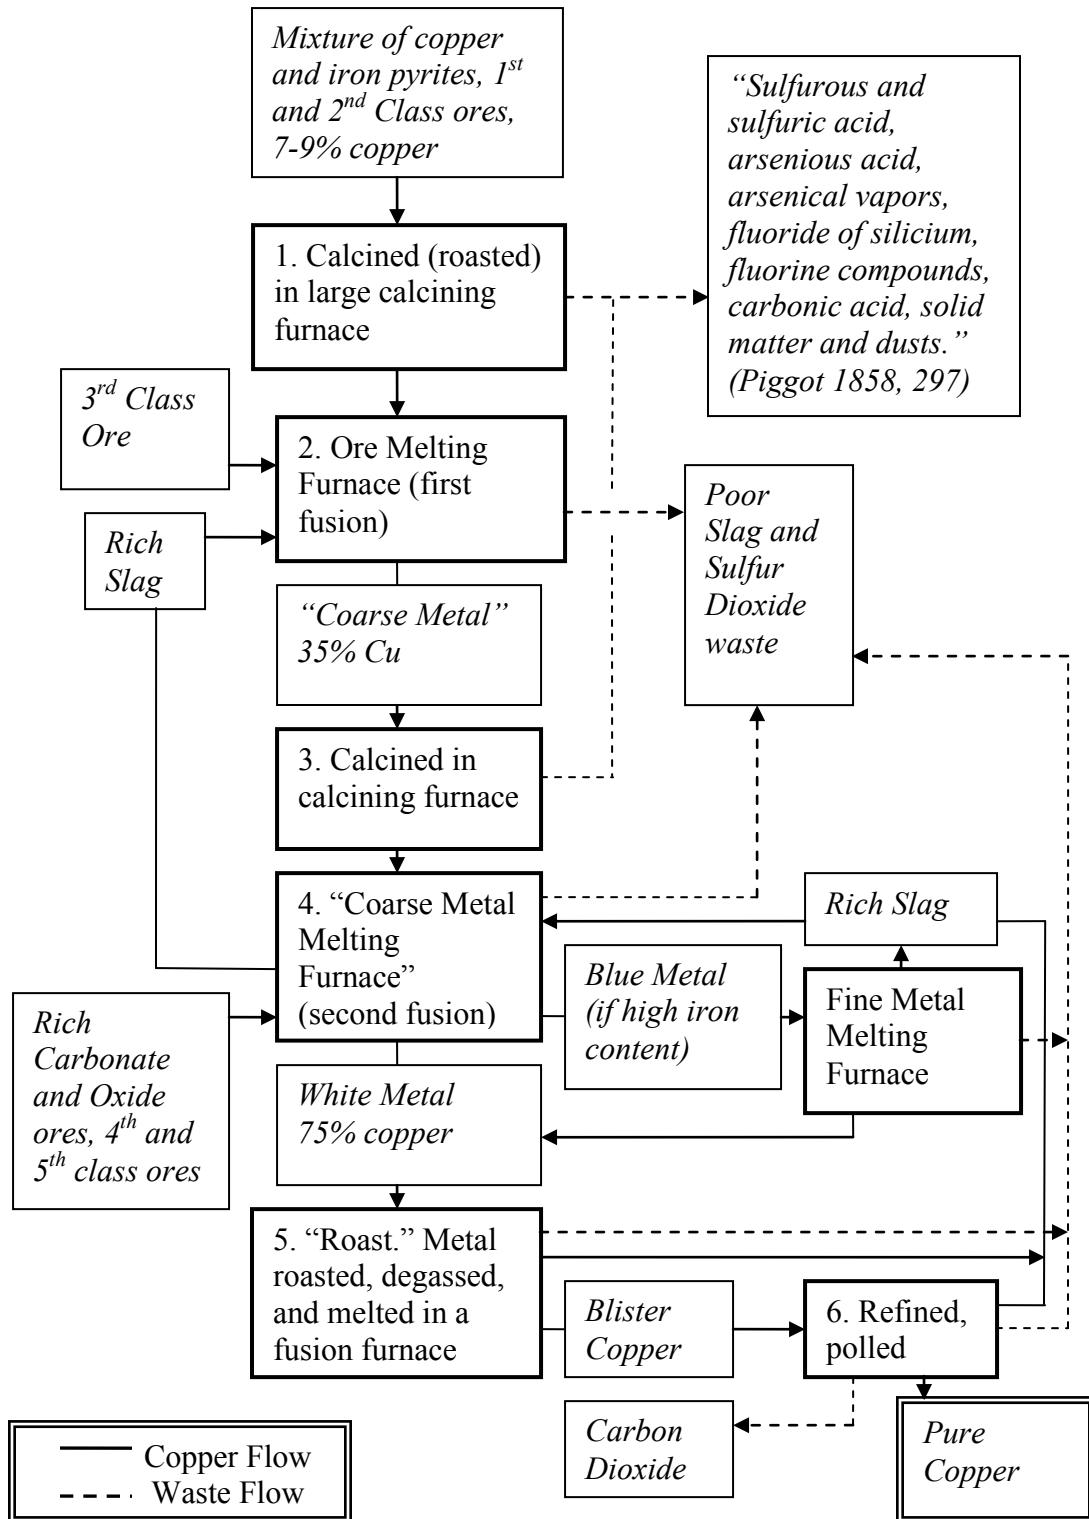 Mixture of copper
and iron pyrites, 1st
and 2nd Class ores,
7-9% copper
“Sulfurous and
sulfuric acid,
arsenious acid,
arsenical vapors,
fluoride of silicium,
fluorine compounds,
carbonic acid, solid
matter and dusts.”
(Piggot 1858, 297)
1. Calcined (roasted)
in large calcining
furnace
3rd Class
Ore
2. Ore Melting
Furnace (first
fusion)
Poor
Slag and
Sulfur
Dioxide
waste
Rich
Slag
“Coarse Metal”
35% Cu
3. Calcined in
calcining furnace
4. “Coarse Metal
Melting
Furnace”
(second fusion)
Rich Slag
Blue Metal
(if high iron
content)
Fine Metal
Melting
Furnace
Rich
Carbonate
and Oxide
ores, 4th and
5th class ores
White Metal
75% copper
5. “Roast.” Metal
roasted, degassed,
and melted in a
fusion furnace
Blister
Copper
6. Refined,
polled
Carbon
Dioxide
Pure
Copper
Copper Flow
Waste Flow